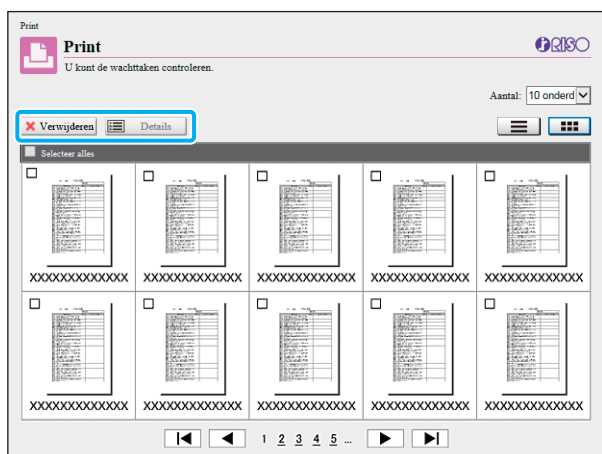 Print
Print
RISO
U kunt de wachttaken controleren.
Aantal: 10 onderd
Verwijderen Details
Selecteer alles
XXXXXXXXXXXXX XXXXXXXXXXXXX XXXXXXXXXXXXX XXXXXXXXXXXXX XXXXXXXXXXXXX
XXXXXXXXXXXXX XXXXXXXXXXXXX XXXXXXXXXXXXX XXXXXXXXXXXXX XXXXXXXXXXXXX
1 2 3 4 5 ...